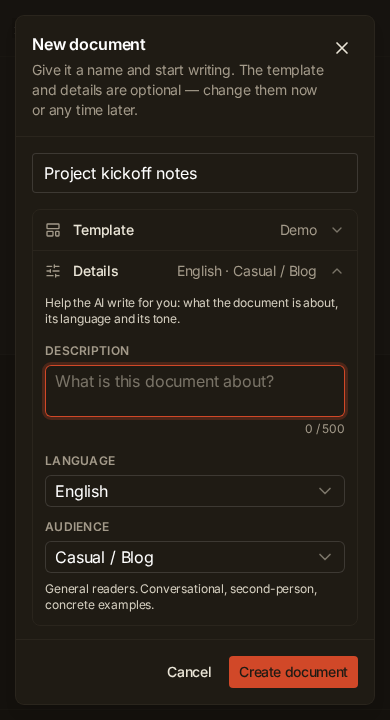 New document
Give it a name and start writing. The template
and details are optional — change them now
or any time later.
Project kickoff notes
Template
Demo
Details
English · Casual / Blog
Help the AI write for you: what the document is about,
its language and its tone.
DESCRIPTION
What is this document about?
0 / 500
LANGUAGE
English
AUDIENCE
Casual / Blog
General readers. Conversational, second-person,
concrete examples.
Cancel
Create document